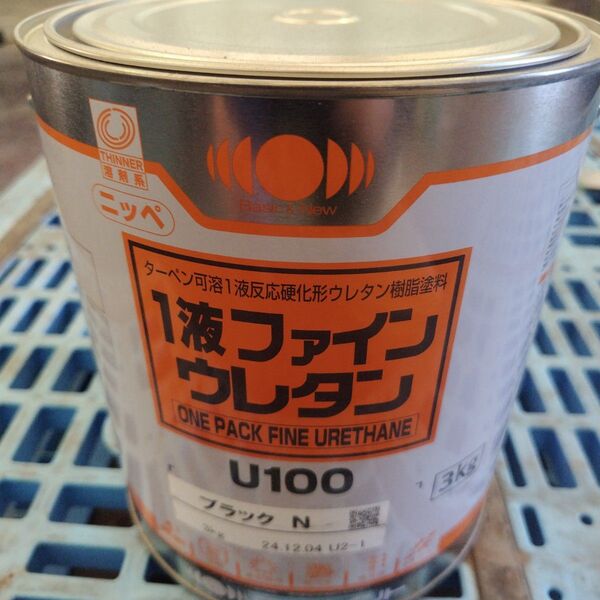 THINNER
溶剤系
ニッペ
Basic & New
ターペン可溶1液反応硬化形ウレタン樹脂塗料
1液ファイン
ウレタン
ONE PACK FINE URETHANE
U100
3kg
ブラック N
3KG 24.12.04 U2-1